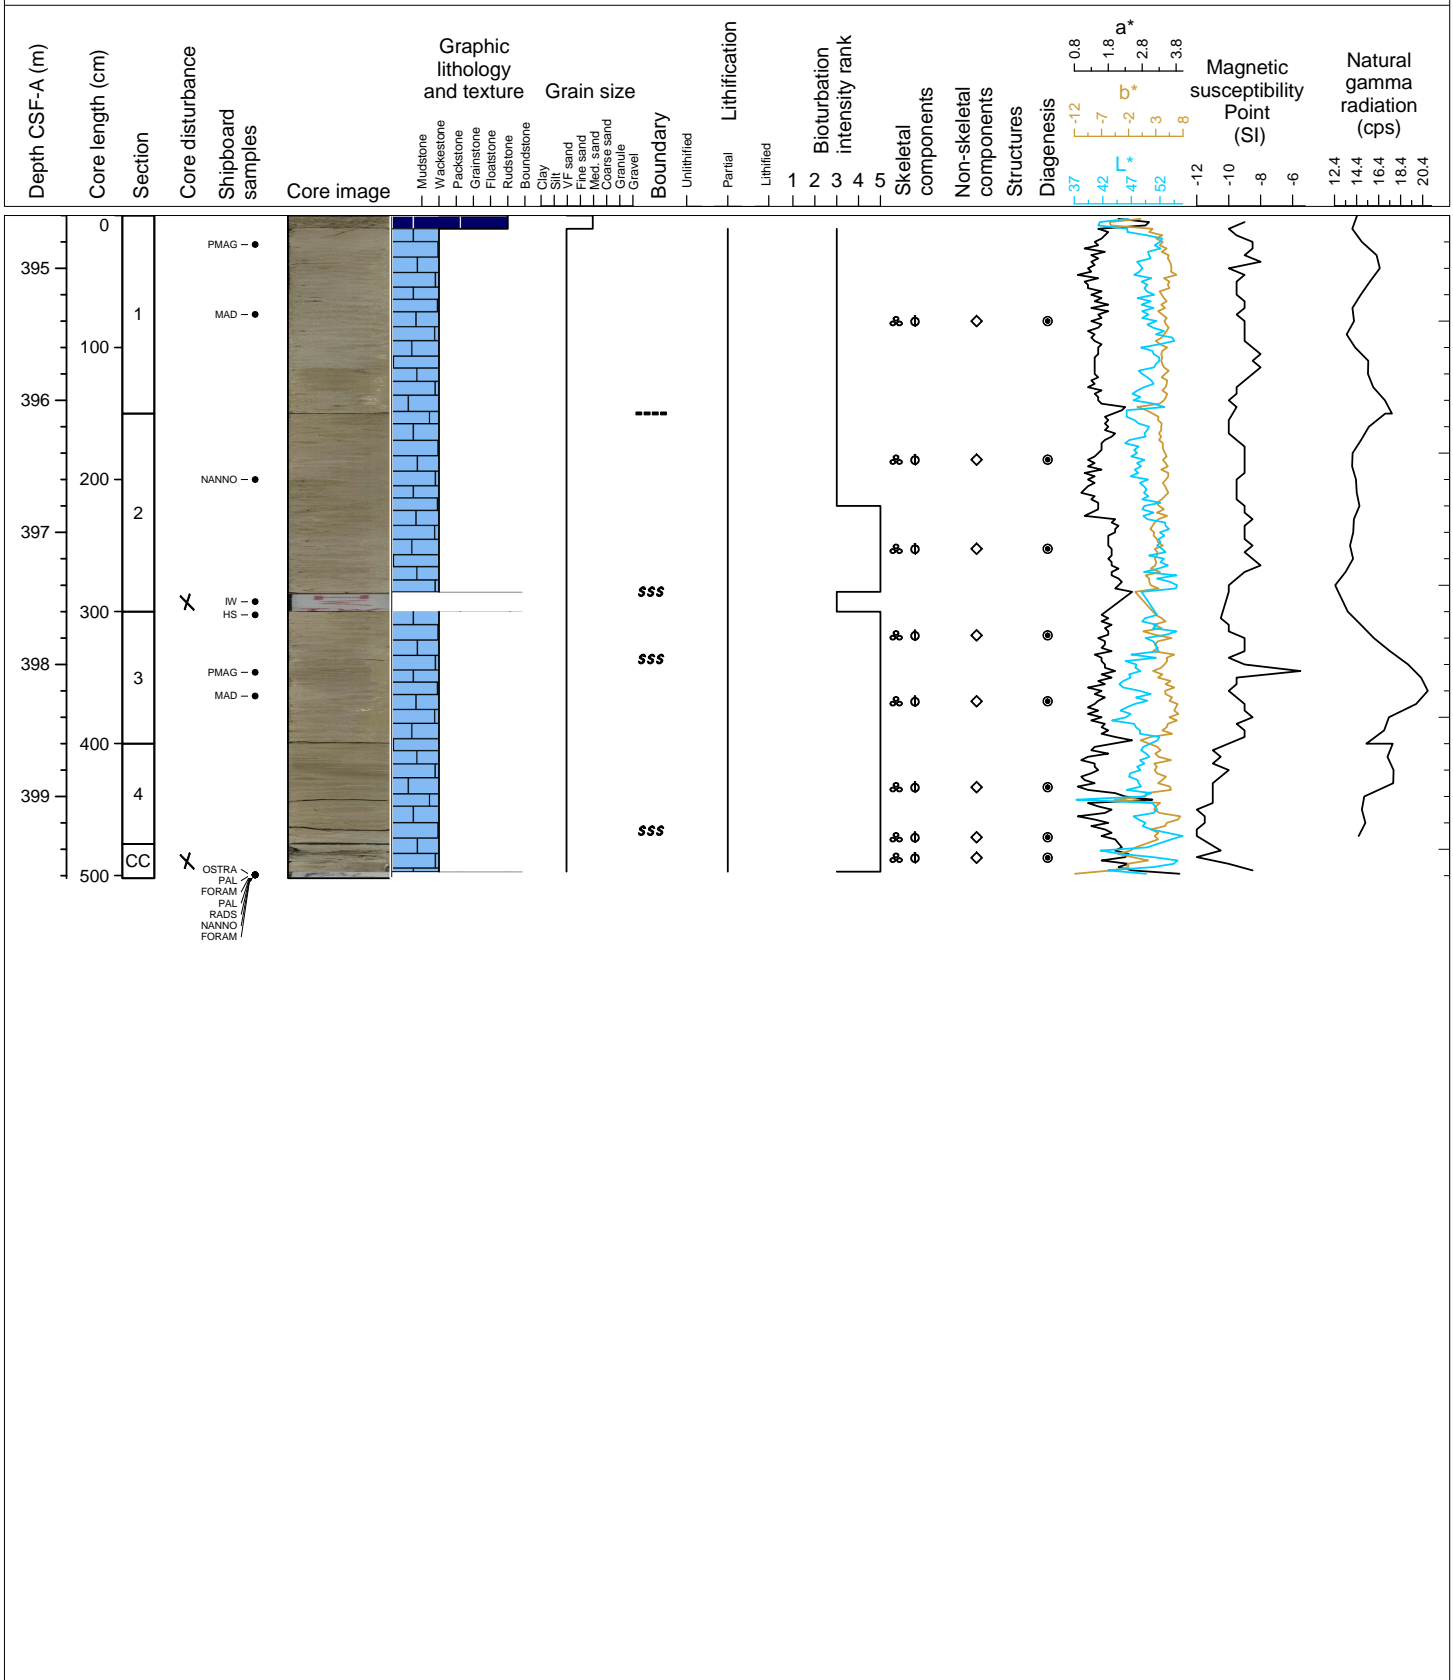 Depth CSF-A (m)
Core length (cm)
Section
Core disturbance
Shipboard
samples
Core image
Graphic
lithology
and texture
Mudstone
Wackestone
Packstone
Grainstone
Floatstone
Rudstone
Boundstone
Grain size
Clay
Silt
VF sand
Fine sand
Med. sand
Coarse sand
Granule
Gravel
Boundary
Lithification
Unlithified
Partial
Lithified
Bioturbation
intensity rank
1 2 3 4 5
Skeletal
components
Non-skeletal
components
Structures
Diagenesis
a*
0.8 1.8 2.8 3.8
b*
-12 -7 -2 3 8
L*
37 42 47 52
Magnetic
susceptibility
Point
(SI)
-12 -10 -8 -6
Natural
gamma
radiation
(cps)
12.4 14.4 16.4 18.4 20.4
0
PMAG
395
1
MAD
100
396
200
NANNO
2
397
IW
sss
300
HS
398
sss
PMAG
3
MAD
400
399
4
sss
CC
500
OSTRA
PAL
FORAM
PAL
RADS
NANNO
FORAM